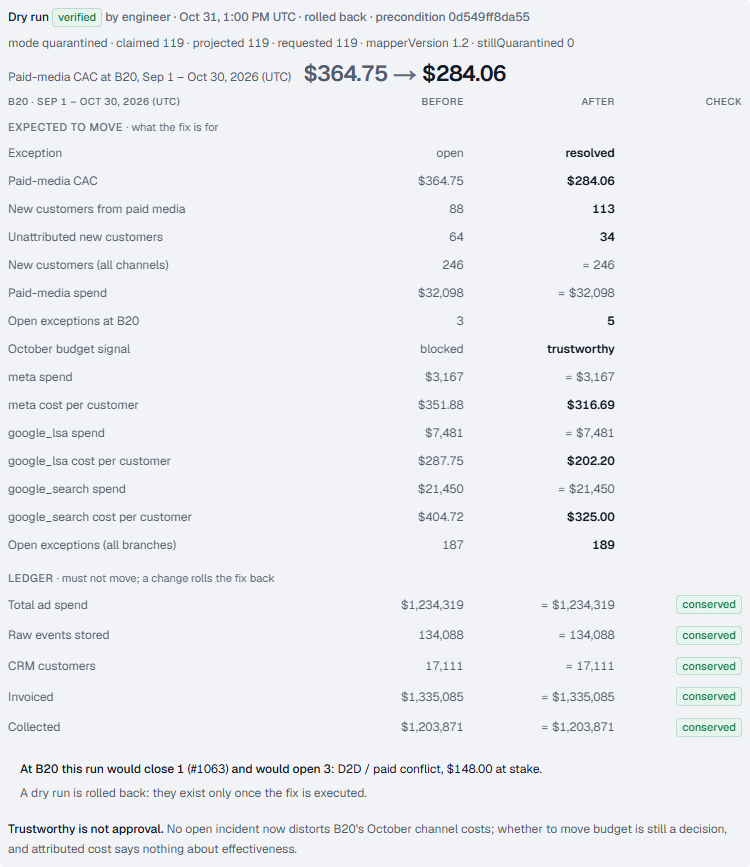 Dry run verified by engineer · Oct 31, 1:00 PM UTC · rolled back · precondition 0d549ff8da55
mode quarantined · claimed 119 · projected 119 · requested 119 · mapperVersion 1.2 · stillQuarantined 0
Paid-media CAC at B20, Sep 1 – Oct 30, 2026 (UTC) $364.75 → $284.06
B20 · SEP 1 – OCT 30, 2026 (UTC) BEFORE AFTER CHECK
EXPECTED TO MOVE · what the fix is for
Exception open resolved
Paid-media CAC $364.75 $284.06
New customers from paid media 88 113
Unattributed new customers 64 34
New customers (all channels) 246 = 246
Paid-media spend $32,098 = $32,098
Open exceptions at B20 3 5
October budget signal blocked trustworthy
meta spend $3,167 = $3,167
meta cost per customer $351.88 $316.69
google_lsa spend $7,481 = $7,481
google_lsa cost per customer $287.75 $202.20
google_search spend $21,450 = $21,450
google_search cost per customer $404.72 $325.00
Open exceptions (all branches) 187 189
LEDGER · must not move; a change rolls the fix back
Total ad spend $1,234,319 = $1,234,319 conserved
Raw events stored 134,088 = 134,088 conserved
CRM customers 17,111 = 17,111 conserved
Invoiced $1,335,085 = $1,335,085 conserved
Collected $1,203,871 = $1,203,871 conserved
At B20 this run would close 1 (#1063) and would open 3: D2D / paid conflict, $148.00 at stake.
A dry run is rolled back: they exist only once the fix is executed.
Trustworthy is not approval. No open incident now distorts B20's October channel costs; whether to move budget is still a decision,
and attributed cost says nothing about effectiveness.